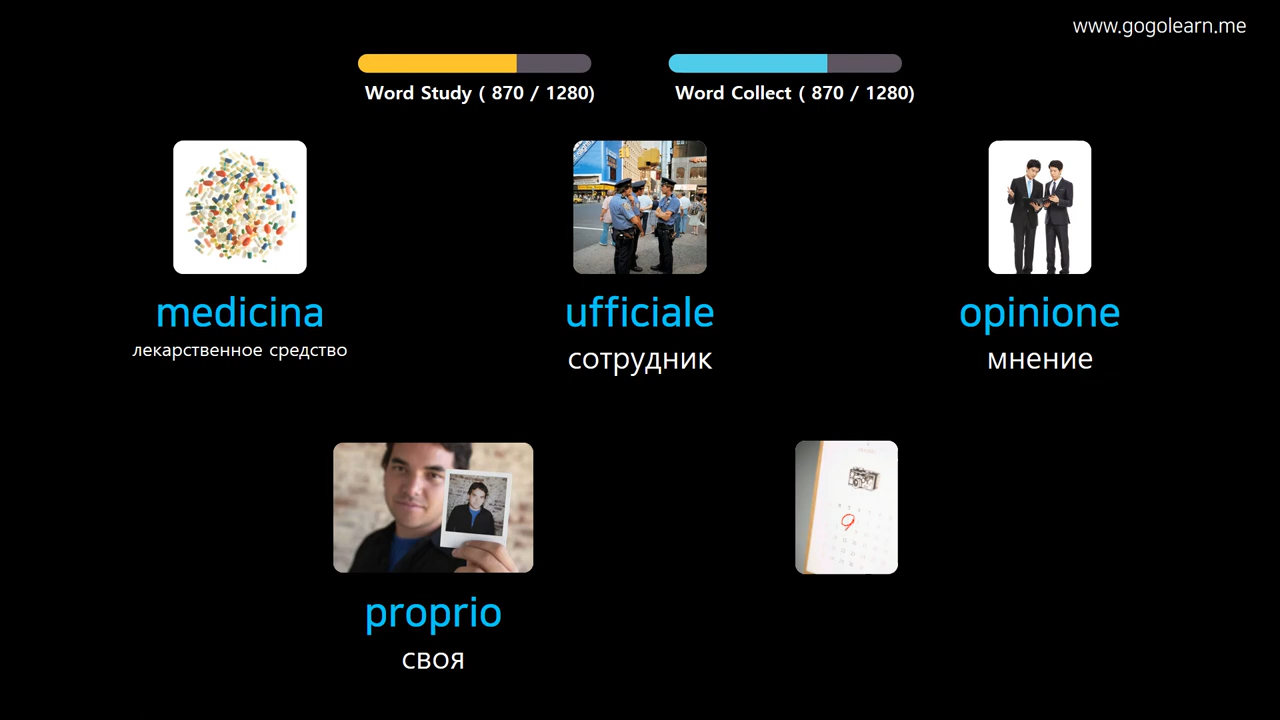 www.gogolearn.me
Word Study ( 870 / 1280)
Word Collect ( 870 / 1280)
medicina
ufficiale
opinione
лекарственное средство
сотрудник
мнение
proprio
своя